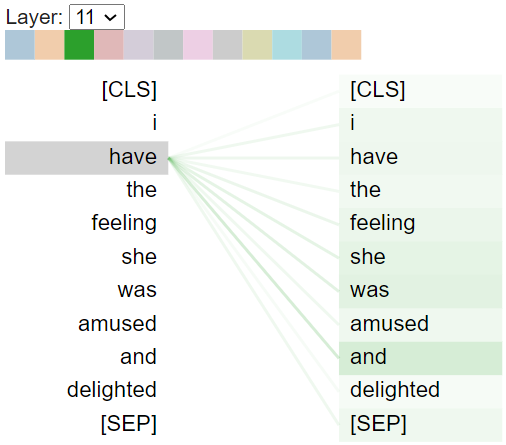 Layer: 11
[CLS] [CLS]
i i
have have
the the
feeling feeling
she she
was was
amused amused
and and
delighted delighted
[SEP] [SEP]